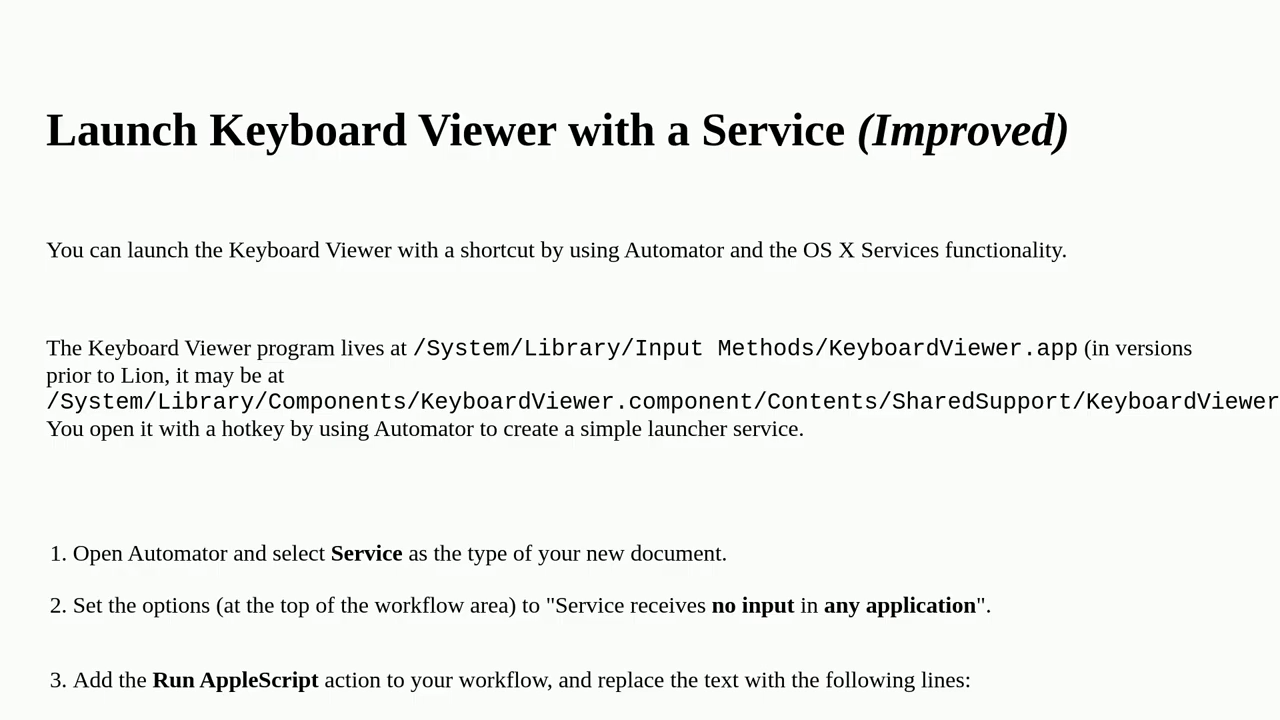 Launch Keyboard Viewer with a Service (Improved)
You can launch the Keyboard Viewer with a shortcut by using Automator and the OS X Services functionality.
The Keyboard Viewer program lives at /System/Library/Input Methods/KeyboardViewer.app (in versions
prior to Lion, it may be at
/System/Library/Components/KeyboardViewer.component/Contents/SharedSupport/KeyboardViewer
You open it with a hotkey by using Automator to create a simple launcher service.
1. Open Automator and select Service as the type of your new document.
2. Set the options (at the top of the workflow area) to "Service receives no input in any application".
3. Add the Run AppleScript action to your workflow, and replace the text with the following lines: